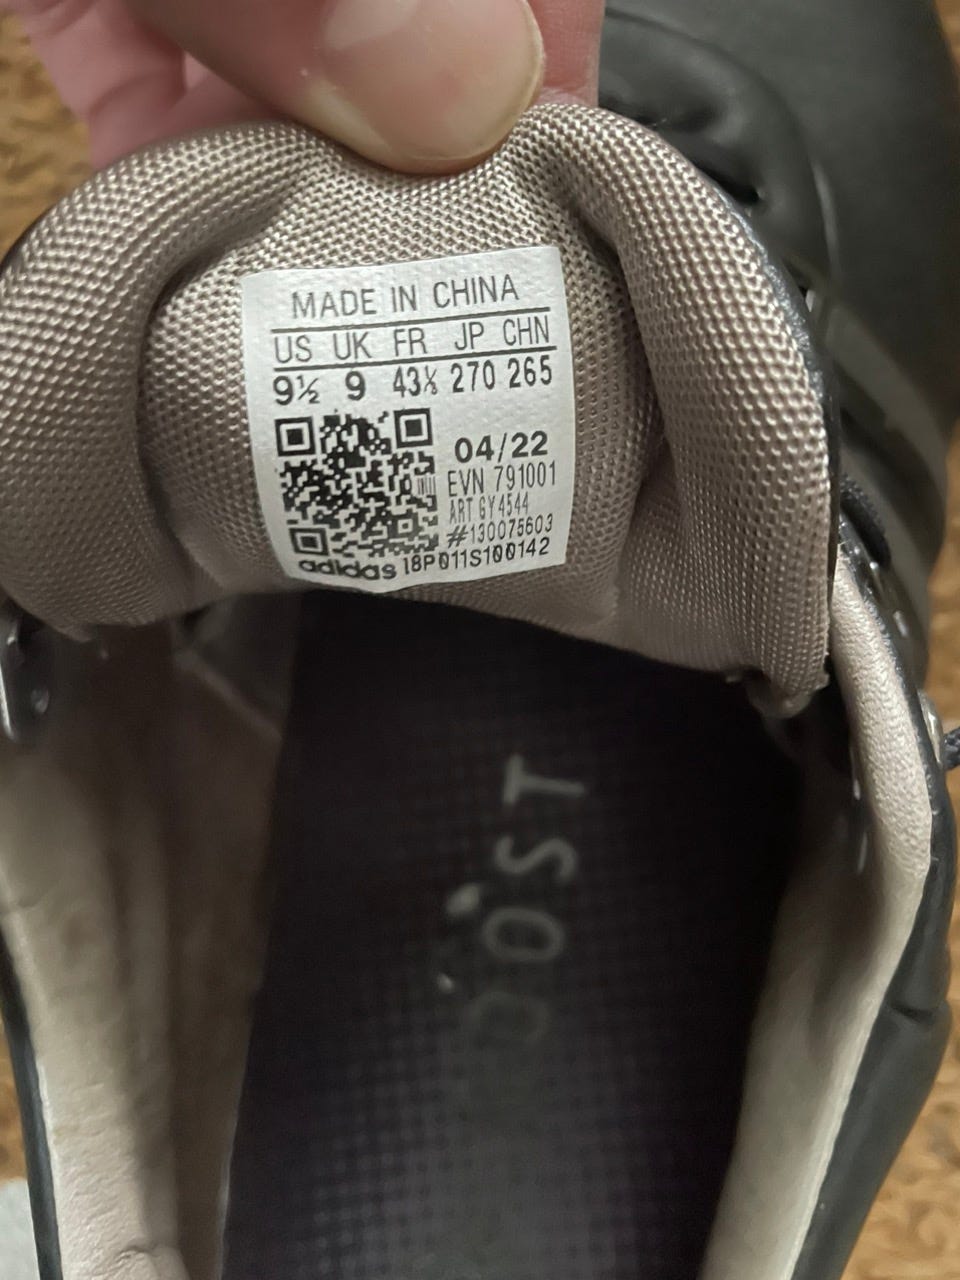 MADE IN CHINA
US UK FR JP CHN
9½ 9 43⅓ 270 265
04/22
EVN 791001
ART GY4544
#130075603
adidas 18P011S100142
OST